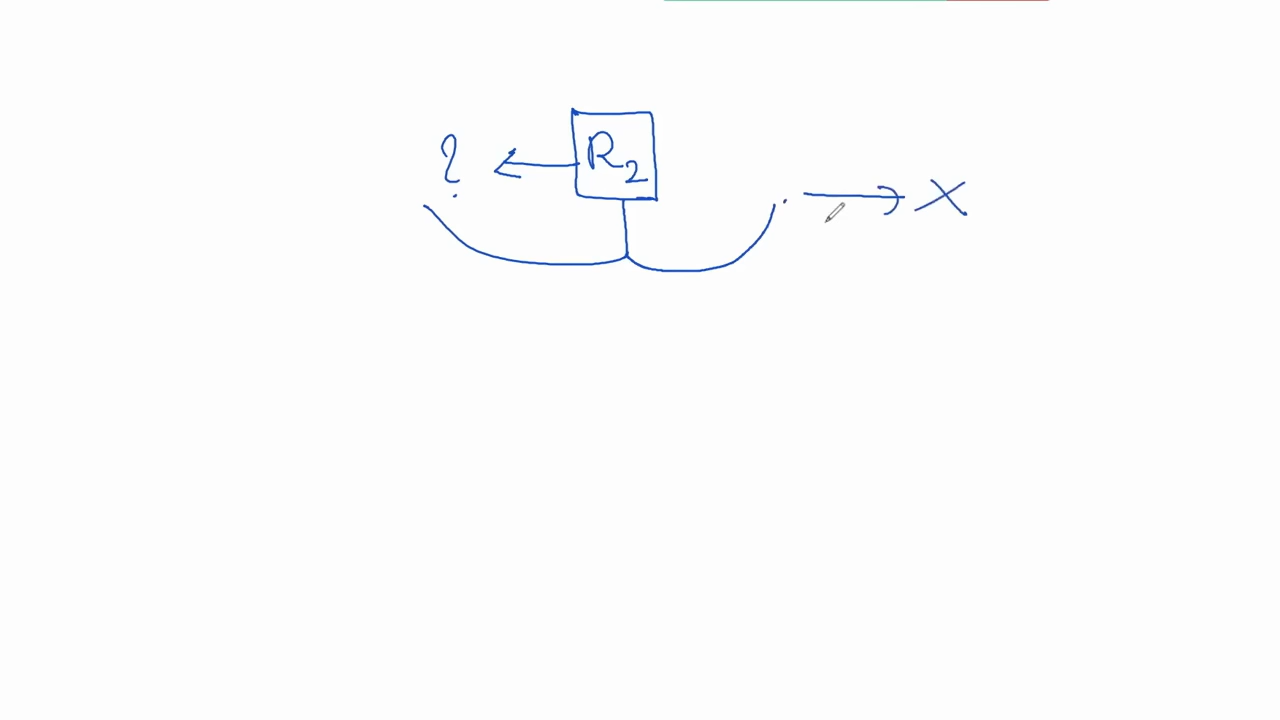 ? ← R₂
. → X